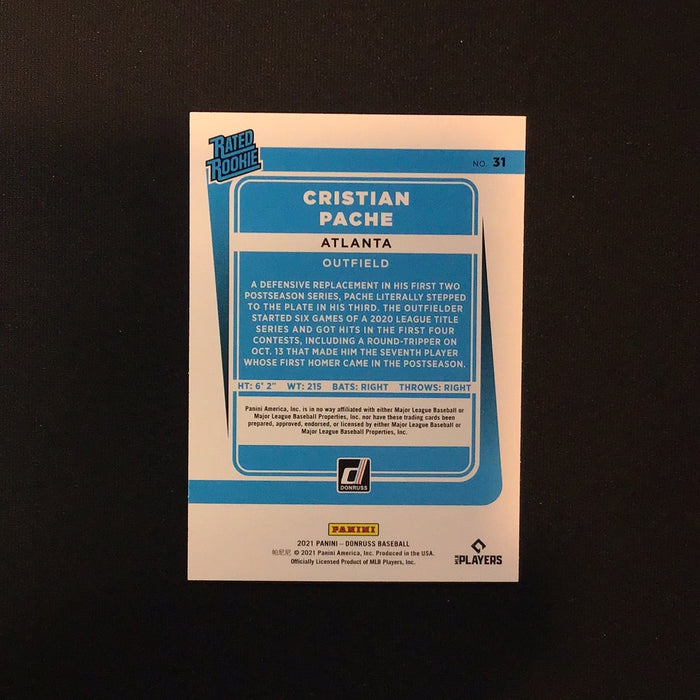 RATED
ROOKIE
NO. 31
CRISTIAN
PACHE
ATLANTA
OUTFIELD
A DEFENSIVE REPLACEMENT IN HIS FIRST TWO
POSTSEASON SERIES, PACHE LITERALLY STEPPED
TO THE PLATE IN HIS THIRD. THE OUTFIELDER
STARTED SIX GAMES OF A 2020 LEAGUE TITLE
SERIES AND GOT HITS IN THE FIRST FOUR
CONTESTS, INCLUDING A ROUND-TRIPPER ON
OCT. 13 THAT MADE HIM THE SEVENTH PLAYER
WHOSE FIRST HOMER CAME IN THE POSTSEASON.
HT: 6' 2" WT: 215 BATS: RIGHT THROWS: RIGHT
Panini America, Inc. is in no way affiliated with either Major League Baseball or
Major League Baseball Properties, Inc. nor have these trading cards been
prepared, approved, endorsed, or licensed by either Major League Baseball or
Major League Baseball Properties, Inc.
d
DONRUSS
PANINI
2021 PANINI – DONRUSS BASEBALL
帕尼尼 © 2021 Panini America, Inc. Produced in the USA.
Officially Licensed Product of MLB Players, Inc.
MLB PLAYERS